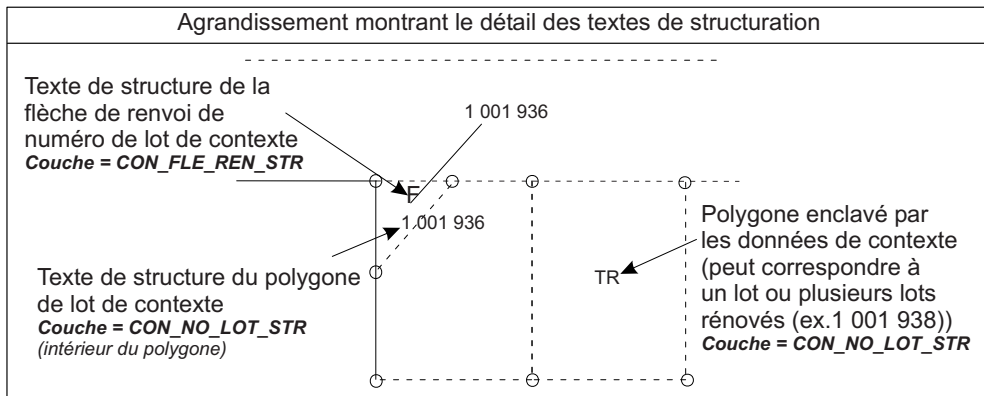 Agrandissement montrant le détail des textes de structuration
Texte de structure de la
flèche de renvoi de
numéro de lot de contexte
Couche = CON_FLE_REN_STR
1 001 936
F
1 001 936
Texte de structure du polygone
de lot de contexte
Couche = CON_NO_LOT_STR
(intérieur du polygone)
TR
Polygone enclavé par
les données de contexte
(peut correspondre à
un lot ou plusieurs lots
rénovés (ex.1 001 938))
Couche = CON_NO_LOT_STR